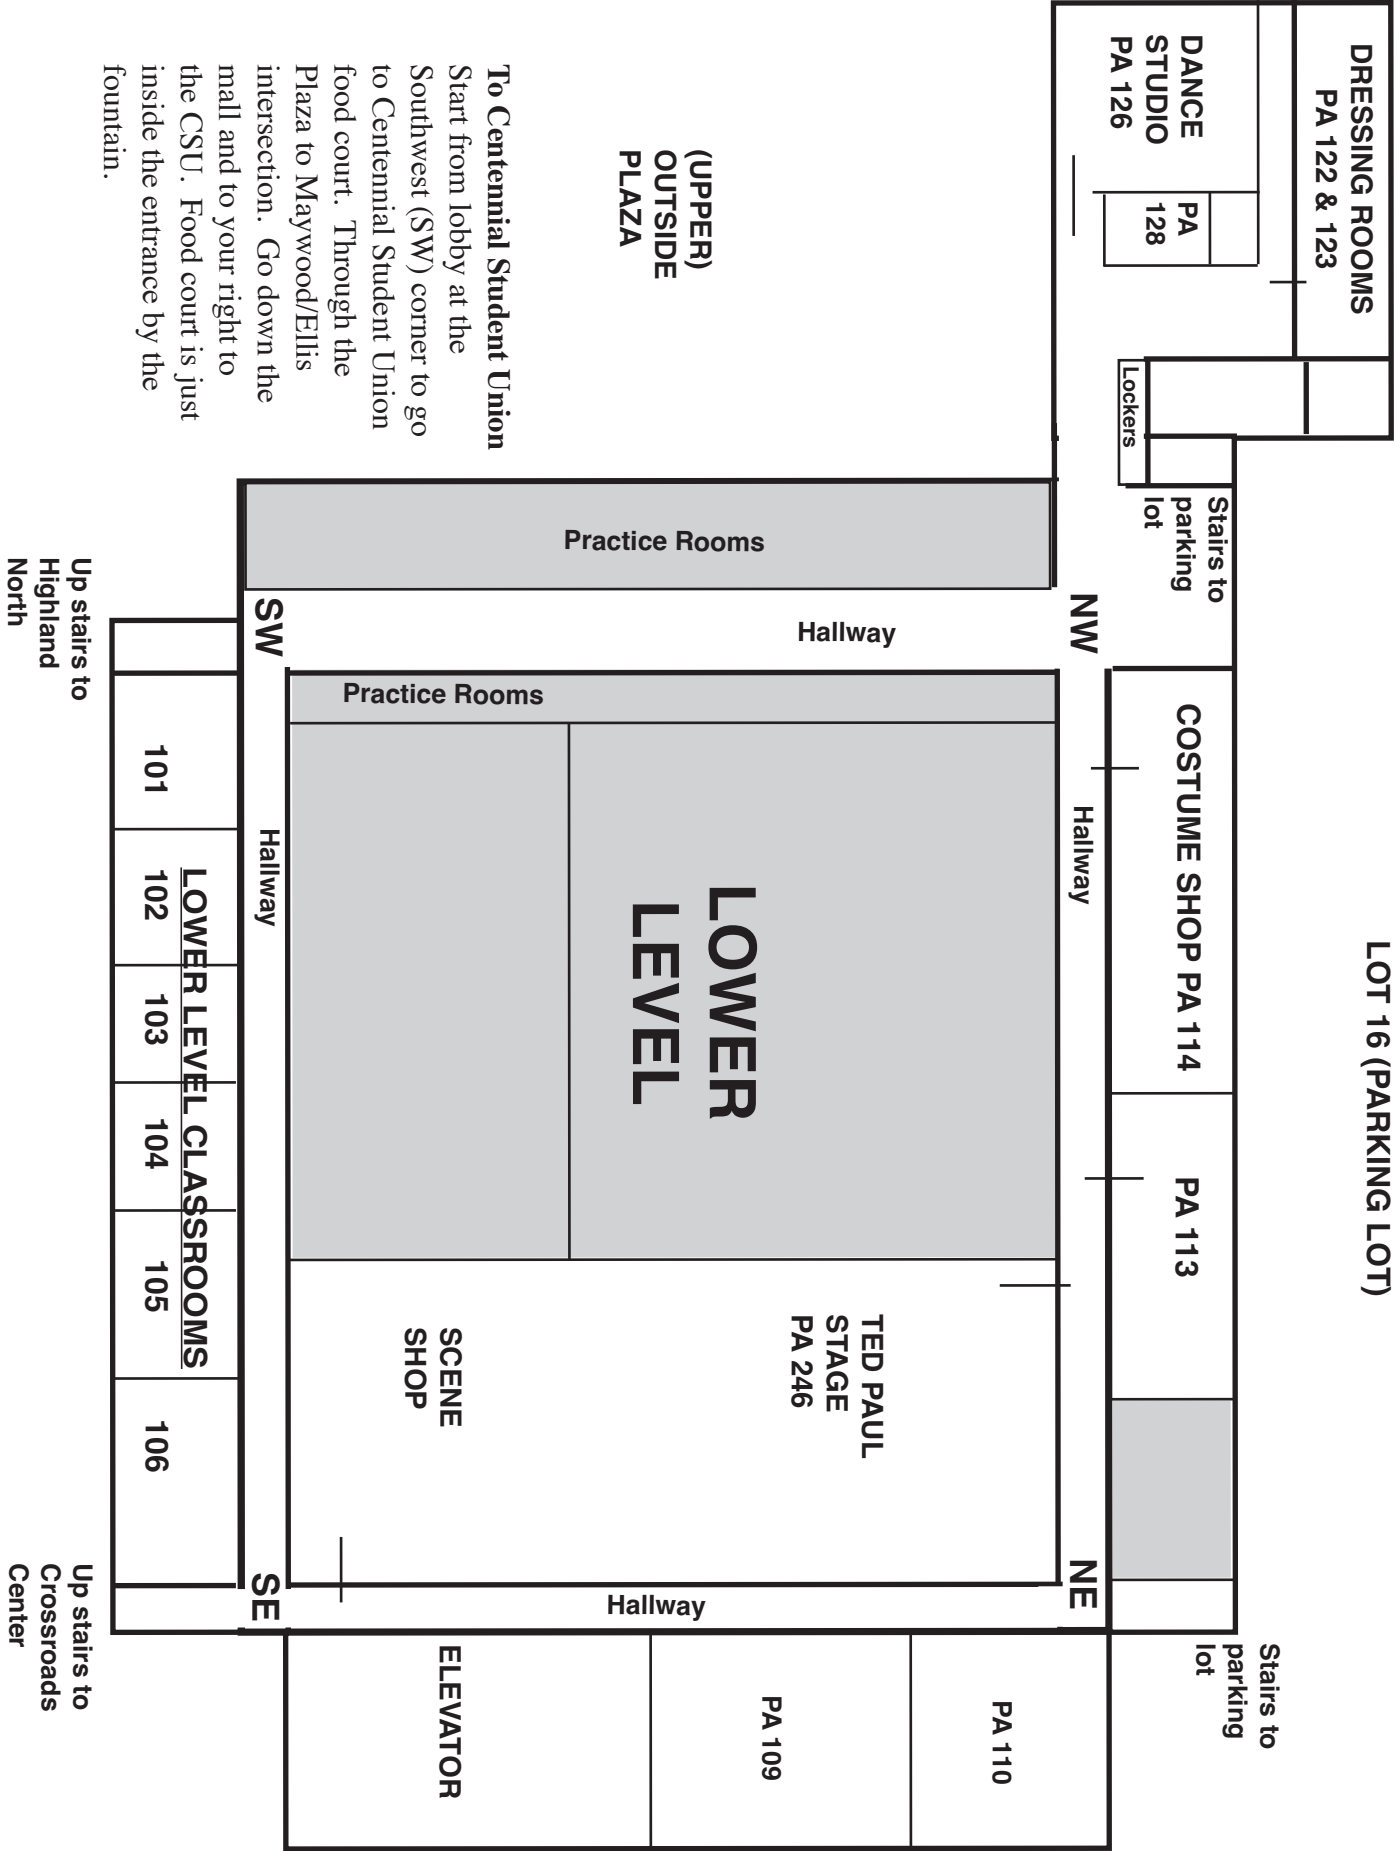 LOT 16 (PARKING LOT)
DRESSING ROOMS
PA 122 & 123
DANCE
STUDIO
PA 126
PA
128
Lockers
Stairs to
parking
lot
COSTUME SHOP PA 114
PA 113
Stairs to
parking
lot
NW
Hallway
NE
(UPPER)
OUTSIDE
PLAZA
Practice Rooms
Hallway
Practice Rooms
LOWER
LEVEL
TED PAUL
STAGE
PA 246
SCENE
SHOP
Hallway
PA 110
PA 109
ELEVATOR
SW
Hallway
SE
To Centennial Student Union
Start from lobby at the
Southwest (SW) corner to go
to Centennial Student Union
food court.  Through the
Plaza to Maywood/Ellis
intersection.  Go down the
mall and to your right to
the CSU.  Food court is just
inside the entrance by the
fountain.
LOWER LEVEL CLASSROOMS
101
102
103
104
105
106
Up stairs to
Highland
North
Up stairs to
Crossroads
Center